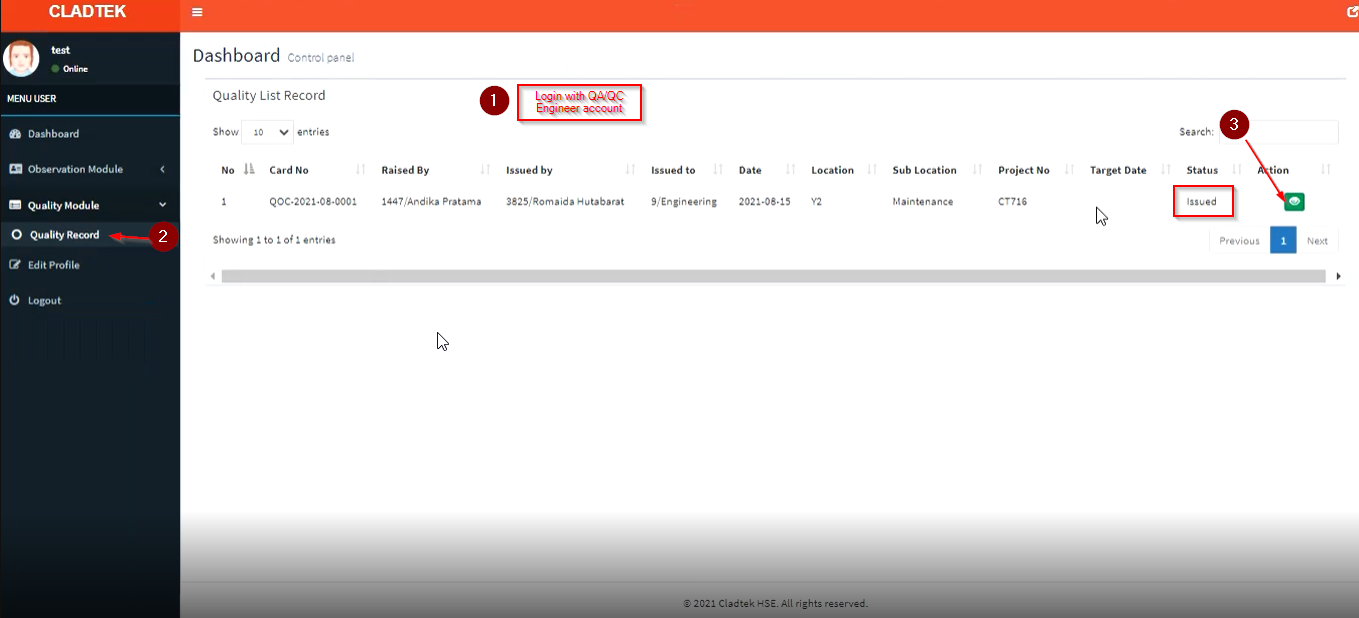 CLADTEK
test
Online
MENU USER
Dashboard
Observation Module
Quality Module
Quality Record
2
Edit Profile
Logout
Dashboard Control panel
Quality List Record
1
Login with QA/QC
Engineer account
Show 10 entries
Search:
3
No Card No Raised By Issued by Issued to Date Location Sub Location Project No Target Date Status Action
1 QOC-2021-08-0001 1447/Andika Pratama 3825/Romaida Hutabarat 9/Engineering 2021-08-15 Y2 Maintenance CT716 Issued
Showing 1 to 1 of 1 entries
Previous 1 Next
© 2021 Cladtek HSE. All rights reserved.